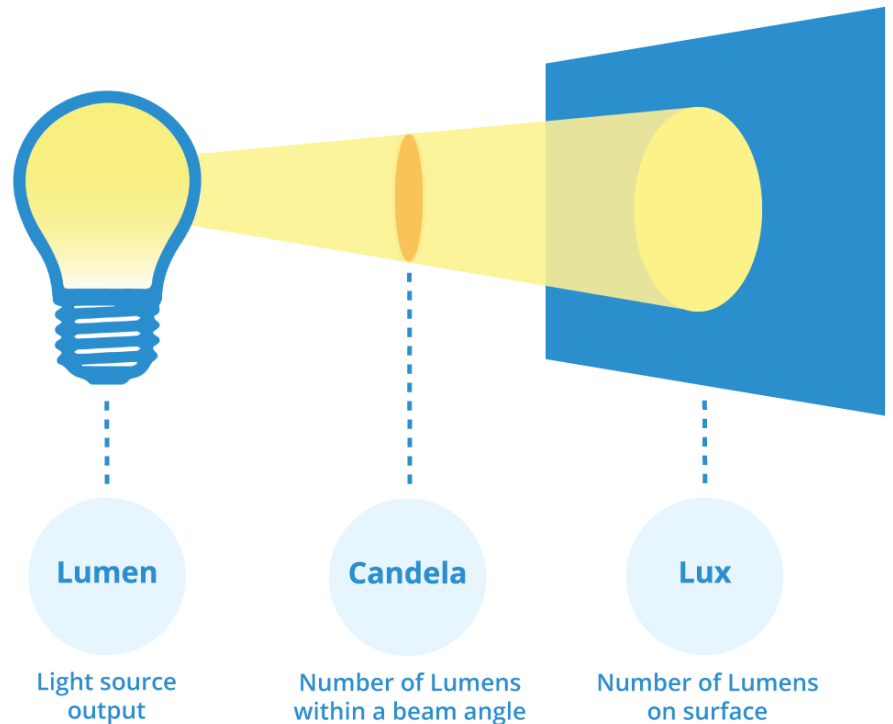 Lumen
Light source
output
Candela
Number of Lumens
within a beam angle
Lux
Number of Lumens
on surface